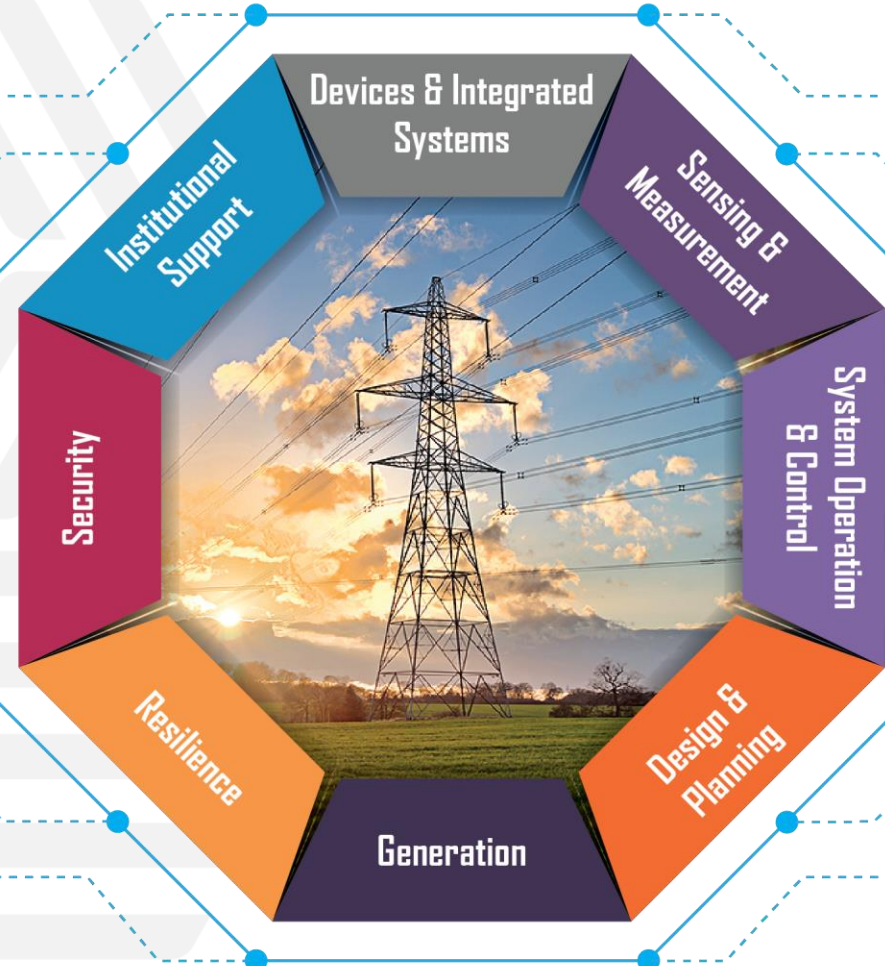 Devices & Integrated
Systems
Sensing &
Measurement
System Operation
& Control
Design &
Planning
Generation
Resilience
Security
Institutional
Support